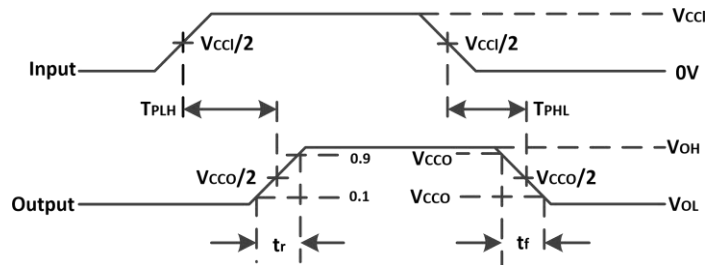 VCCI
VCCI/2
VCCI/2
Input
0V
TPLH
TPHL
0.9
VCCO
VOH
VCCO/2
VCCO/2
Output
0.1
VCCO
VOL
tr
tf